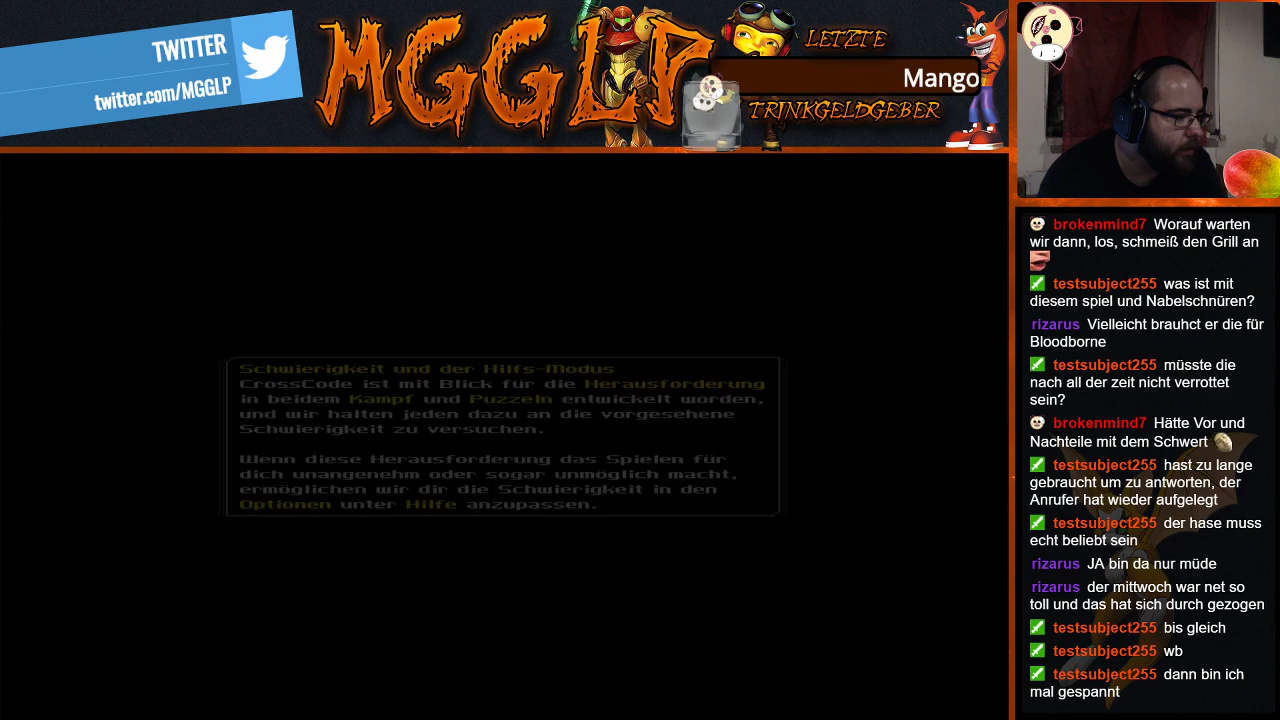 TWITTER
twitter.com/MGGLP
MGGLP
LETZTE
Mango
TRINKGELDGEBER
Schwierigkeit und der Hilfs-Modus
CrossCode ist mit Blick für die Herausforderung
in beidem Kampf und Puzzeln entwickelt worden,
und wir halten jeden dazu an die vorgesehene
Schwierigkeit zu versuchen.
Wenn diese Herausforderung das Spielen für
dich unangenehm oder sogar unmöglich macht,
ermöglichen wir dir die Schwierigkeit in den
Optionen unter Hilfe anzupassen.
brokenmind7 Worauf warten
wir dann, los, schmeiß den Grill an
testsubject255 was ist mit
diesem spiel und Nabelschnüren?
rizarus Vielleicht brauhct er die für
Bloodborne
testsubject255 müsste die
nach all der zeit nicht verrottet
sein?
brokenmind7 Hätte Vor und
Nachteile mit dem Schwert
testsubject255 hast zu lange
gebraucht um zu antworten, der
Anrufer hat wieder aufgelegt
testsubject255 der hase muss
echt beliebt sein
rizarus JA bin da nur müde
rizarus der mittwoch war net so
toll und das hat sich durch gezogen
testsubject255 bis gleich
testsubject255 wb
testsubject255 dann bin ich
mal gespannt